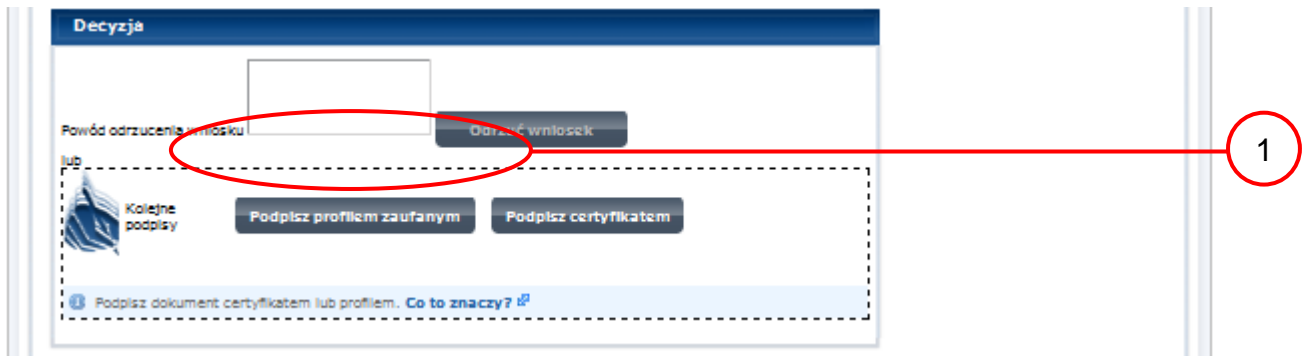 Decyzja
Powód odrzucenia wniosku
Odrzuć wniosek
1
lub
Kolejne
podpisy
Podpisz profilem zaufanym
Podpisz certyfikatem
Podpisz dokument certyfikatem lub profilem. Co to znaczy?